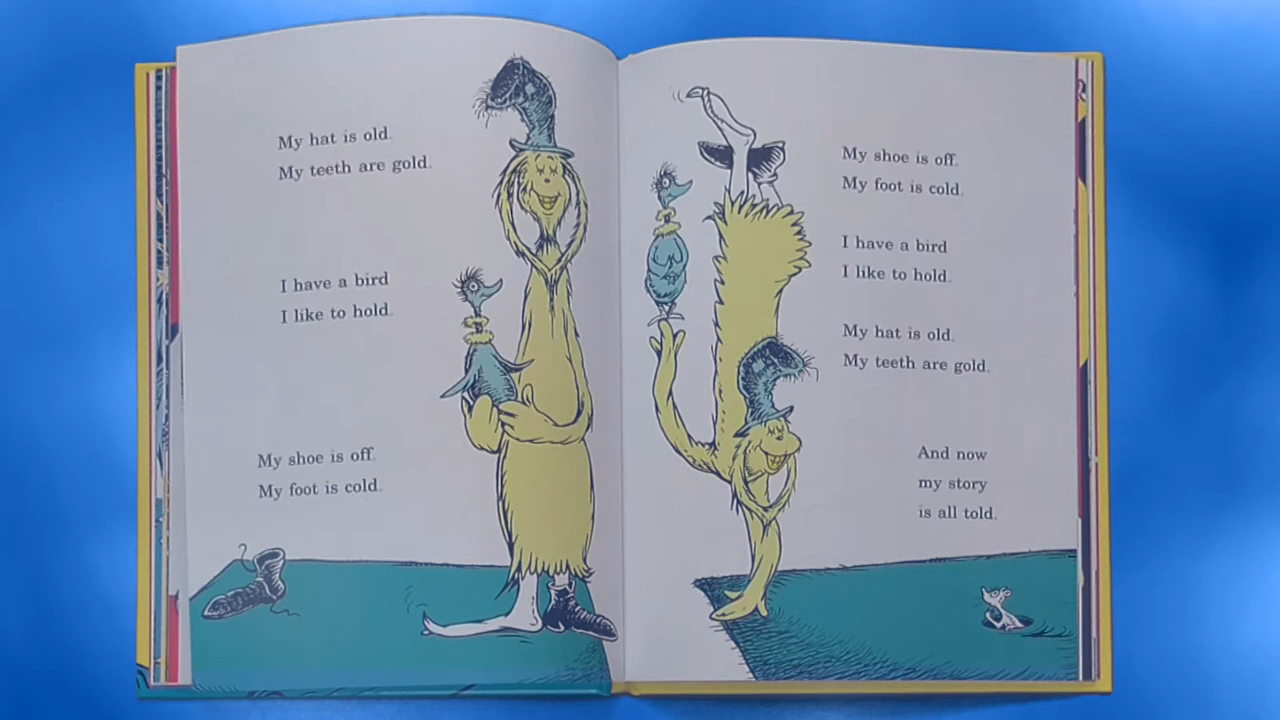 My hat is old.
My teeth are gold.
I have a bird
I like to hold.
My shoe is off.
My foot is cold.
My shoe is off.
My foot is cold.
I have a bird
I like to hold.
My hat is old.
My teeth are gold.
And now
my story
is all told.